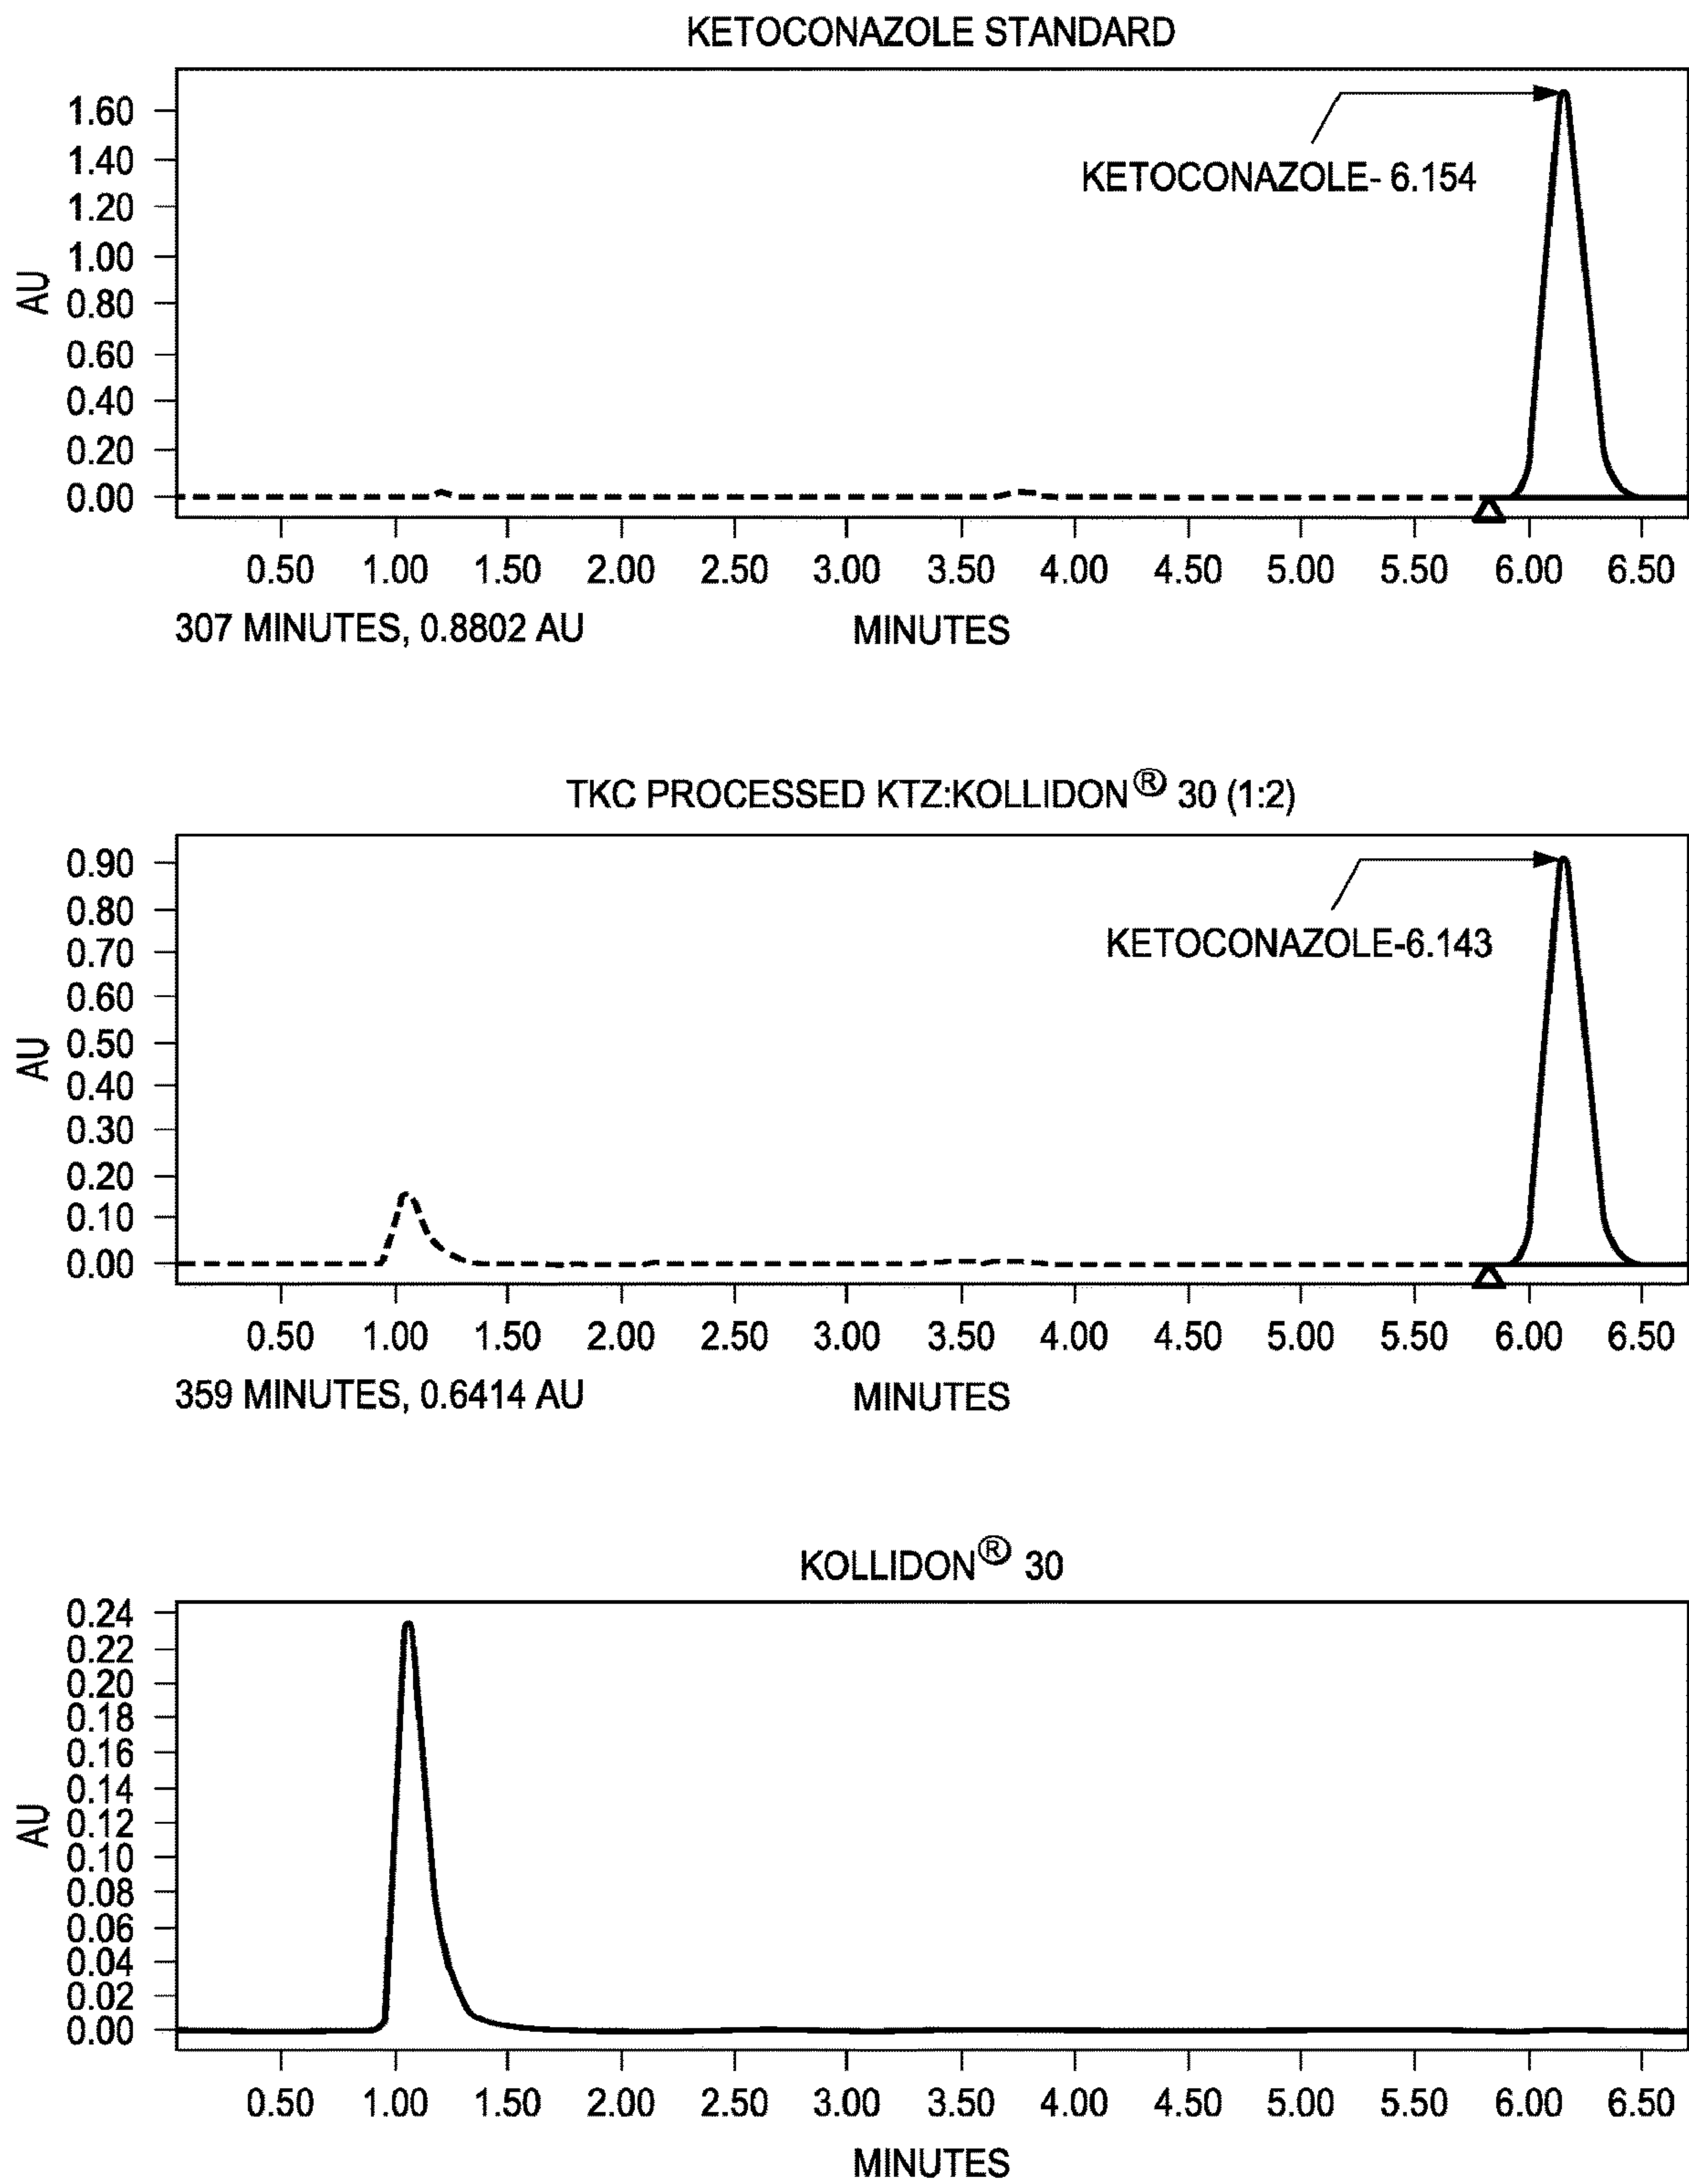 KETOCONAZOLE STANDARD
1.60
1.40
1.20
1.00
0.80
0.60
0.40
0.20
0.00
AU
KETOCONAZOLE- 6.154
0.50 1.00 1.50 2.00 2.50 3.00 3.50 4.00 4.50 5.00 5.50 6.00 6.50
307 MINUTES, 0.8802 AU
MINUTES
TKC PROCESSED KTZ:KOLLIDON® 30 (1:2)
0.90
0.80
0.70
0.60
0.50
0.40
0.30
0.20
0.10
0.00
AU
KETOCONAZOLE-6.143
0.50 1.00 1.50 2.00 2.50 3.00 3.50 4.00 4.50 5.00 5.50 6.00 6.50
359 MINUTES, 0.6414 AU
MINUTES
KOLLIDON® 30
0.24
0.22
0.20
0.18
0.16
0.14
0.12
0.10
0.08
0.06
0.04
0.02
0.00
AU
0.50 1.00 1.50 2.00 2.50 3.00 3.50 4.00 4.50 5.00 5.50 6.00 6.50
MINUTES